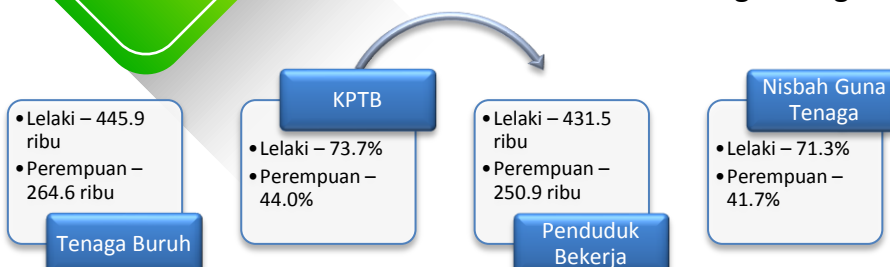 •Lelaki – 445.9
ribu
•Perempuan –
264.6 ribu
Tenaga Buruh
KPTB
•Lelaki – 73.7%
•Perempuan –
44.0%
•Lelaki – 431.5
ribu
•Perempuan –
250.9 ribu
Penduduk
Bekerja
Nisbah Guna
Tenaga
•Lelaki – 71.3%
•Perempuan –
41.7%